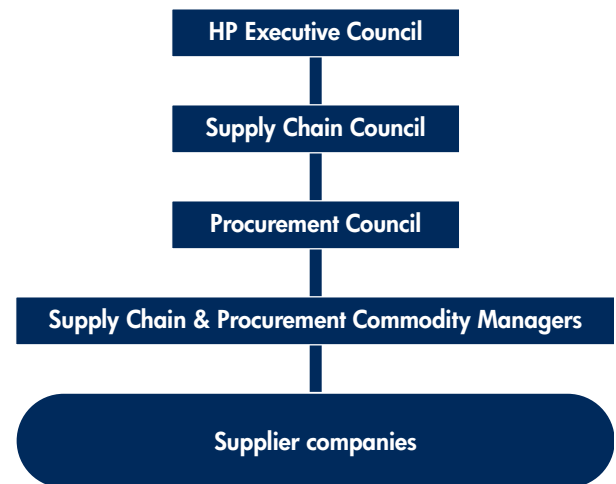 HP Executive Council
Supply Chain Council
Procurement Council
Supply Chain & Procurement Commodity Managers
Supplier companies